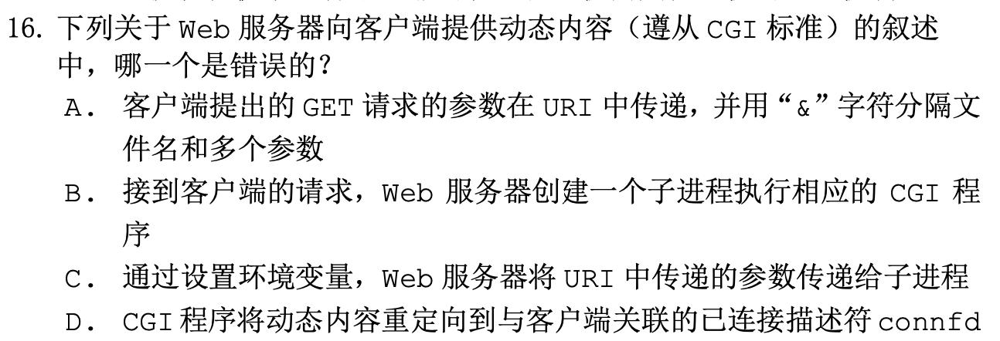 16. 下列关于 Web 服务器向客户端提供动态内容（遵从 CGI 标准）的叙述
中，哪一个是错误的？
A. 客户端提出的 GET 请求的参数在 URI 中传递，并用“&”字符分隔文
件名和多个参数
B. 接到客户端的请求，Web 服务器创建一个子进程执行相应的 CGI 程
序
C. 通过设置环境变量，Web 服务器将 URI 中传递的参数传递给子进程
D. CGI 程序将动态内容重定向到与客户端关联的已连接描述符 connfd